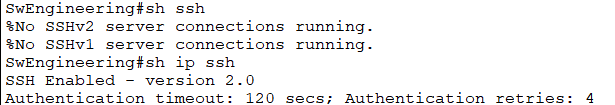 SwEngineering#sh ssh
%No SSHv2 server connections running.
%No SSHv1 server connections running.
SwEngineering#sh ip ssh
SSH Enabled - version 2.0
Authentication timeout: 120 secs; Authentication retries: 4